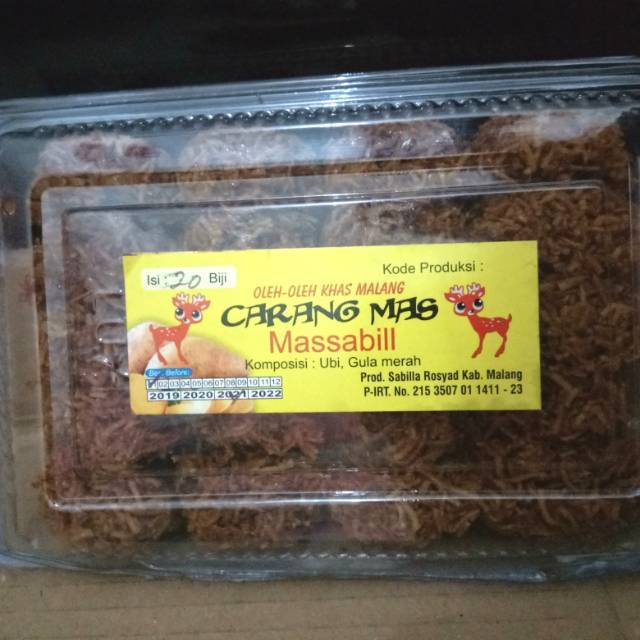 Isi : 20 Biji
Kode Produksi :
OLEH-OLEH KHAS MALANG
CARANG MAS
Massabill
Komposisi : Ubi, Gula merah
Best Before:
02 03 04 05 06 07 08 09 10 11 12
2019 2020 2021 2022
Prod. Sabilla Rosyad Kab. Malang
P-IRT. No. 215 3507 01 1411 - 23